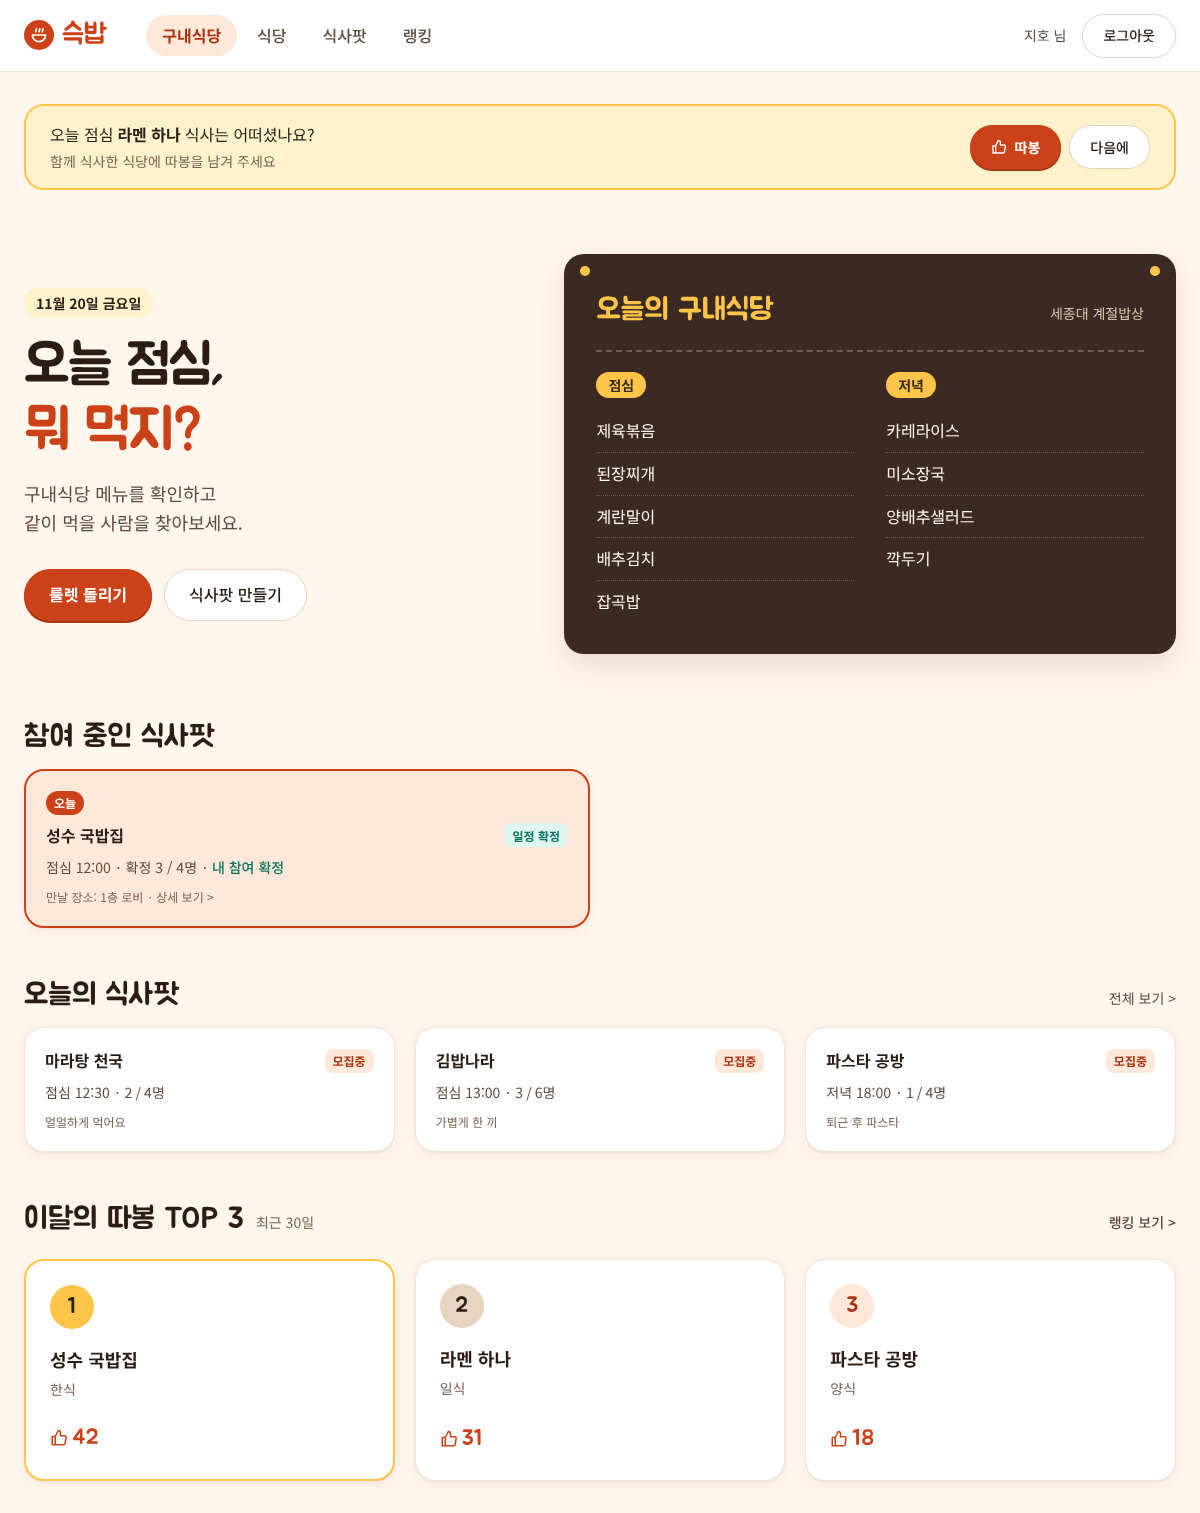 슥밥
구내식당
식당
식사팟
랭킹
지호 님
로그아웃
오늘 점심 라멘 하나 식사는 어떠셨나요?
함께 식사한 식당에 따봉을 남겨 주세요
따봉
다음에
11월 20일 금요일
오늘 점심,
뭐 먹지?
구내식당 메뉴를 확인하고
같이 먹을 사람을 찾아보세요.
룰렛 돌리기
식사팟 만들기
오늘의 구내식당
세종대 계절밥상
점심
제육볶음
된장찌개
계란말이
배추김치
잡곡밥
저녁
카레라이스
미소장국
양배추샐러드
깍두기
참여 중인 식사팟
오늘
성수 국밥집
일정 확정
점심 12:00 · 확정 3 / 4명 · 내 참여 확정
만날 장소: 1층 로비 · 상세 보기 >
오늘의 식사팟
전체 보기 >
마라탕 천국
모집중
점심 12:30 · 2 / 4명
얼얼하게 먹어요
김밥나라
모집중
점심 13:00 · 3 / 6명
가볍게 한 끼
파스타 공방
모집중
저녁 18:00 · 1 / 4명
퇴근 후 파스타
이달의 따봉 TOP 3
최근 30일
랭킹 보기 >
1
성수 국밥집
한식
42
2
라멘 하나
일식
31
3
파스타 공방
양식
18